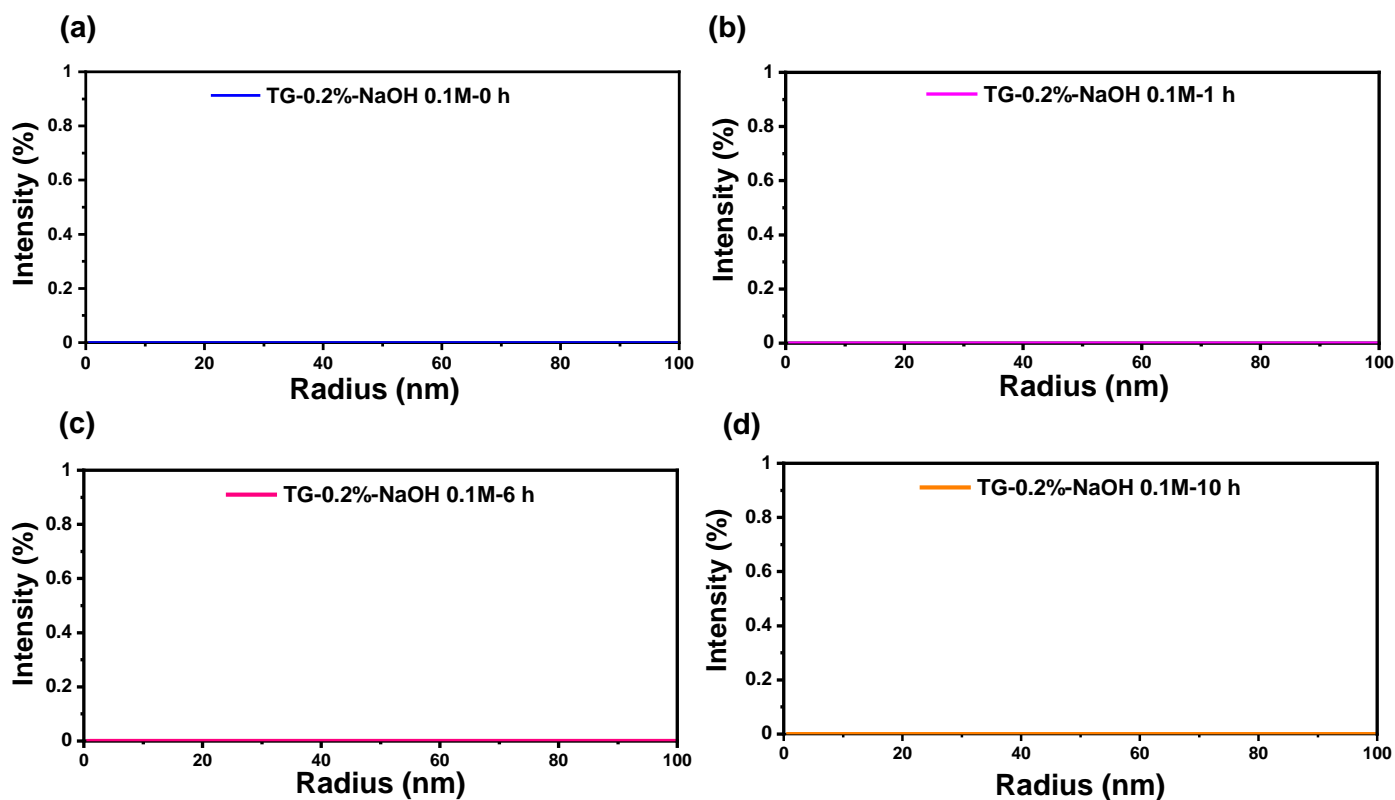 (a)
1
TG-0.2%-NaOH 0.1M-0 h
0.8
0.6
0.4
0.2
0
Intensity (%)
0 20 40 60 80 100
Radius (nm)
(b)
1
TG-0.2%-NaOH 0.1M-1 h
0.8
0.6
0.4
0.2
0
Intensity (%)
0 20 40 60 80 100
Radius (nm)
(c)
1
TG-0.2%-NaOH 0.1M-6 h
0.8
0.6
0.4
0.2
0
Intensity (%)
0 20 40 60 80 100
Radius (nm)
(d)
1
TG-0.2%-NaOH 0.1M-10 h
0.8
0.6
0.4
0.2
0
Intensity (%)
0 20 40 60 80 100
Radius (nm)